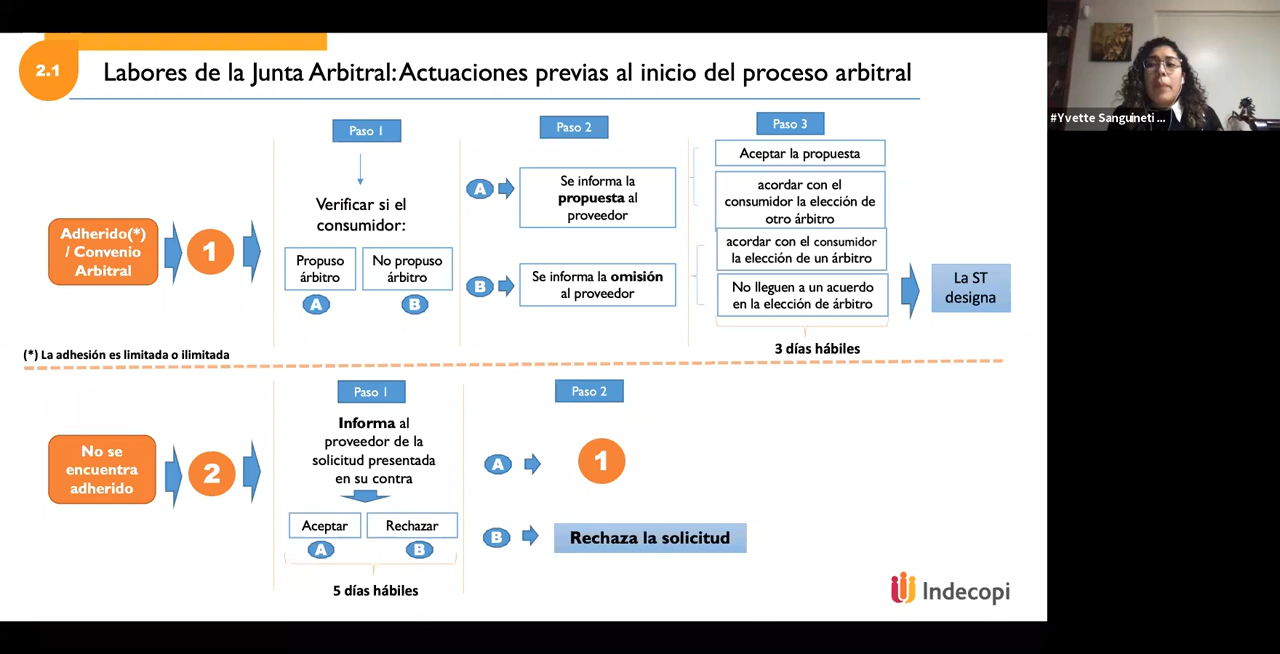 2.1
Labores de la Junta Arbitral: Actuaciones previas al inicio del proceso arbitral
#Yvette Sanguineti ...
Adherido(*)
/ Convenio
Arbitral
1
Paso 1
Verificar si el
consumidor:
Propuso
árbitro
A
No propuso
árbitro
B
Paso 2
A
Se informa la
propuesta al
proveedor
B
Se informa la omisión
al proveedor
Paso 3
Aceptar la propuesta
acordar con el
consumidor la elección de
otro árbitro
acordar con el consumidor
la elección de un árbitro
No lleguen a un acuerdo
en la elección de árbitro
3 días hábiles
La ST
designa
(*) La adhesión es limitada o ilimitada
No se
encuentra
adherido
2
Paso 1
Informa al
proveedor de la
solicitud presentada
en su contra
Aceptar
A
Rechazar
B
5 días hábiles
Paso 2
A
1
B
Rechaza la solicitud
Indecopi